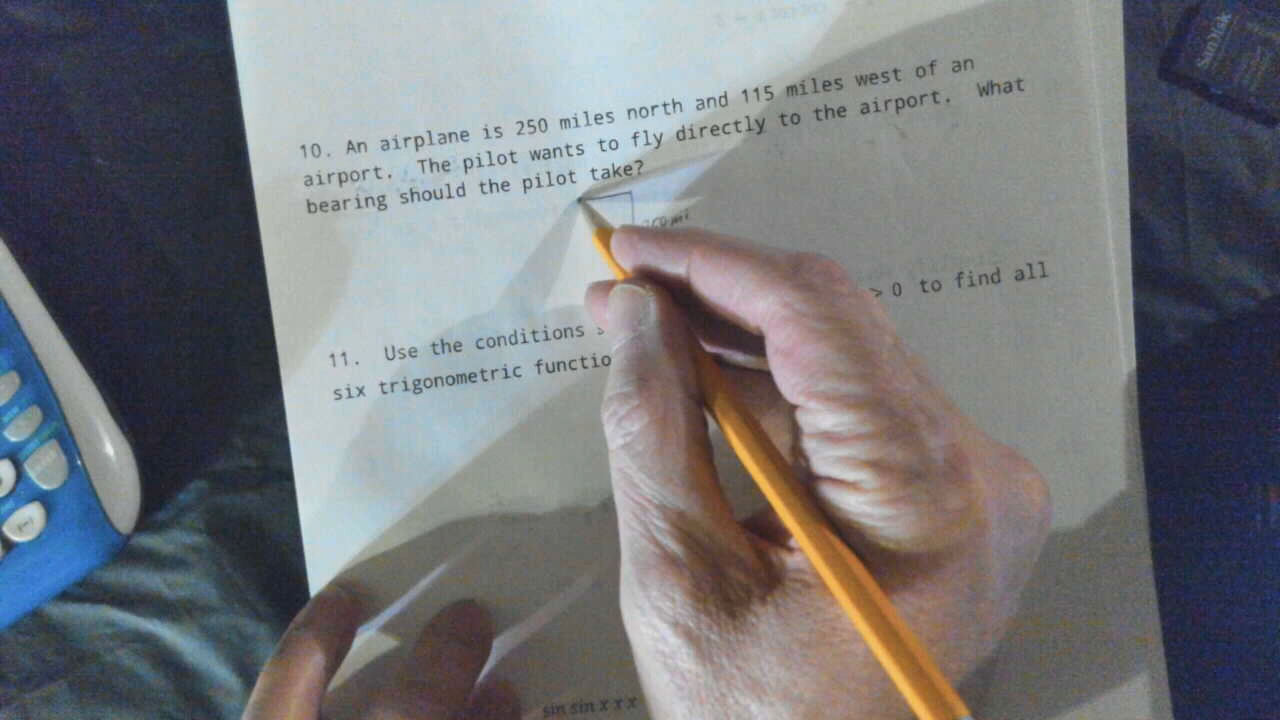 10. An airplane is 250 miles north and 115 miles west of an
airport. The pilot wants to fly directly to the airport. What
bearing should the pilot take?
250 mi
11. Use the conditions
> 0 to find all
six trigonometric functio
sin sin x x x
SanDisk